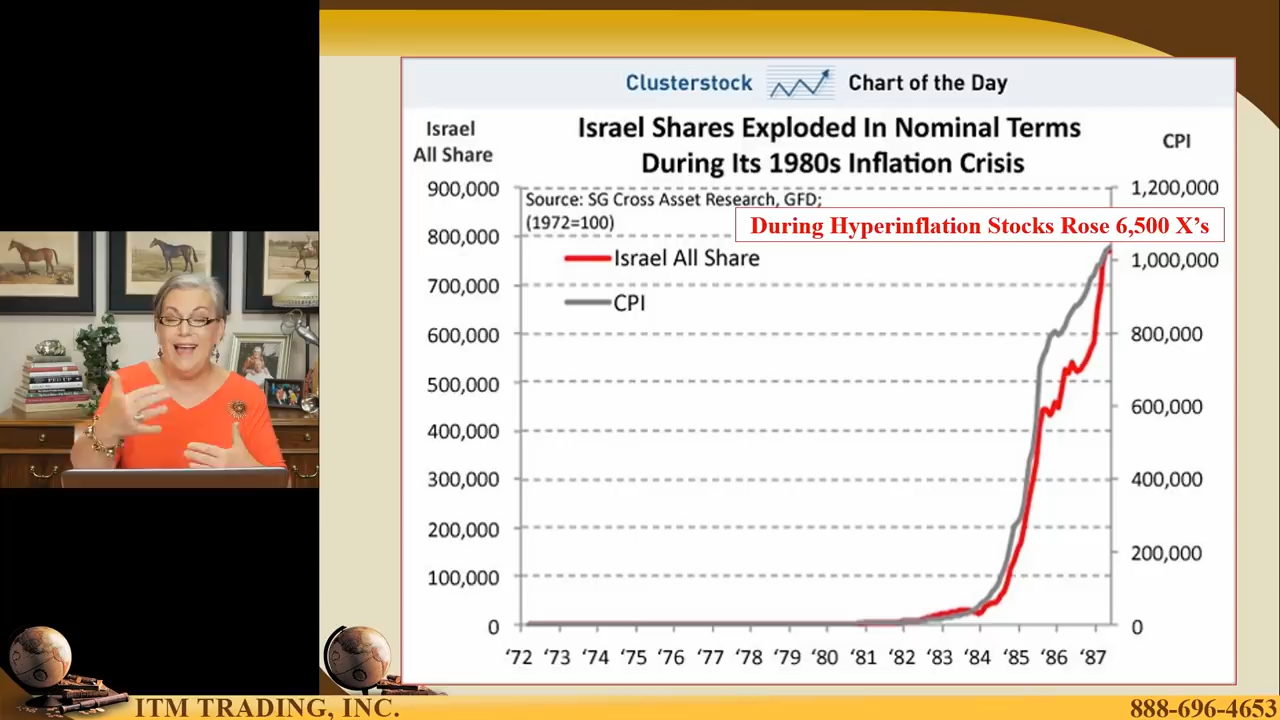 Clusterstock Chart of the Day
Israel
All Share
Israel Shares Exploded In Nominal Terms
During Its 1980s Inflation Crisis
CPI
Source: SG Cross Asset Research, GFD;
(1972=100)
During Hyperinflation Stocks Rose 6,500 X’s
Israel All Share
CPI
900,000
800,000
700,000
600,000
500,000
400,000
300,000
200,000
100,000
0
1,200,000
1,000,000
800,000
600,000
400,000
200,000
0
‘72 ‘73 ‘74 ‘75 ‘76 ‘77 ‘78 ‘79 ‘80 ‘81 ‘82 ‘83 ‘84 ‘85 ‘86 ‘87
FED UP
ITM TRADING, INC.
888-696-4653